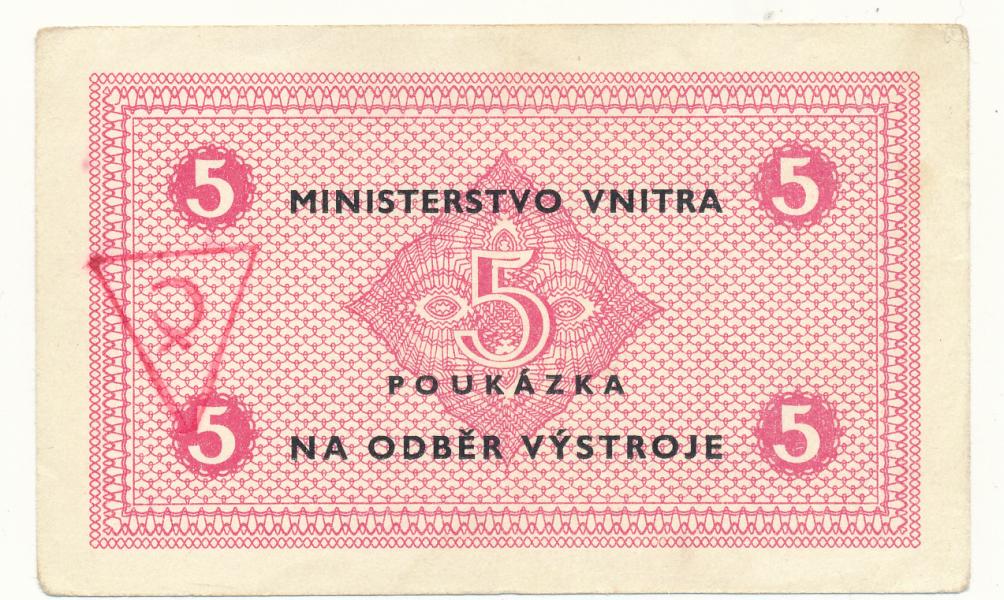 5 5
MINISTERSTVO VNITRA
5
POUKÁZKA
NA ODBĚR VÝSTROJE
5 5